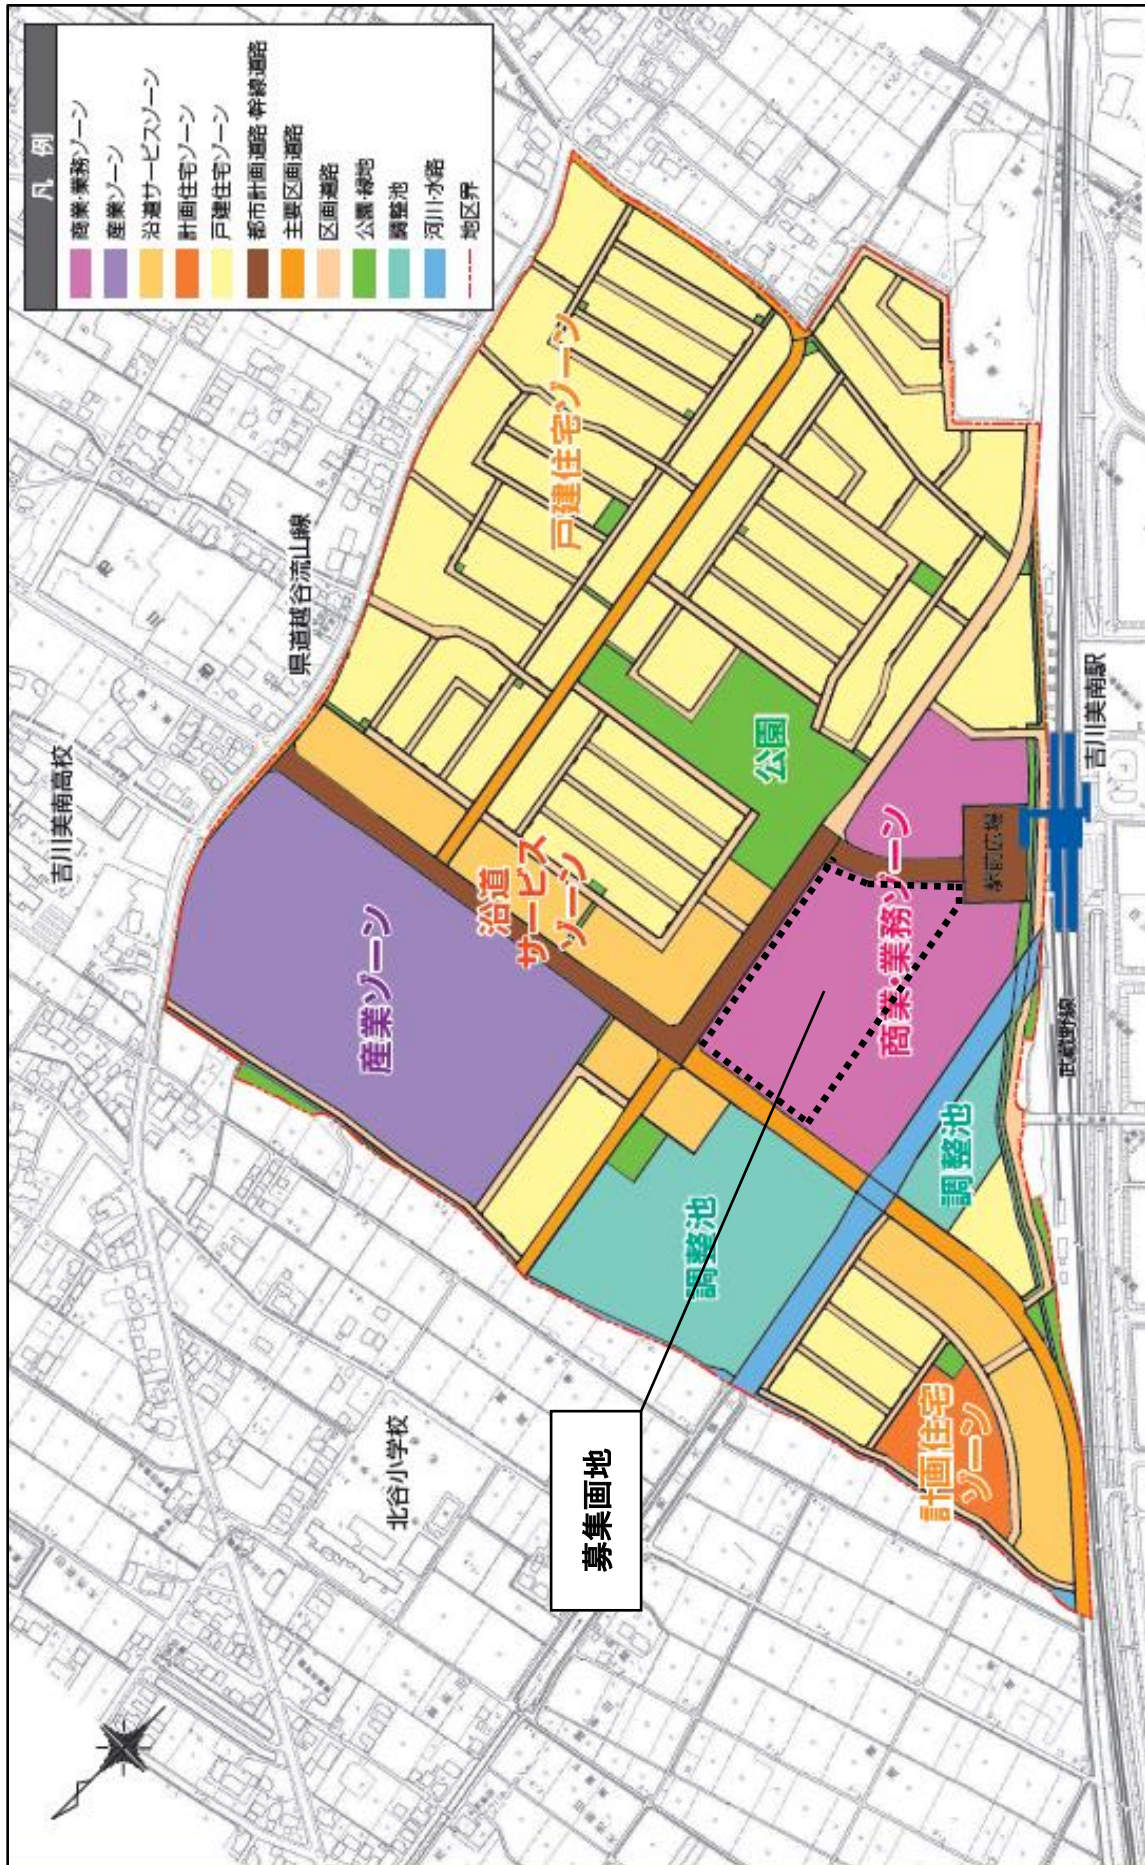 凡 例
商業・業務ゾーン
産業ゾーン
沿道サービスゾーン
計画住宅ゾーン
戸建住宅ゾーン
都市計画道路・幹線道路
主要区画道路
区画道路
公園・緑地
調整池
河川・水路
地区界
吉川美南高校
県道越谷流山線
戸建住宅ゾーン
産業ゾーン
沿道
サービス
ゾーン
公園
商業・業務ゾーン
駅前広場
吉川美南駅
武蔵野線
調整池
調整池
北谷小学校
計画住宅
ゾーン
募集画地